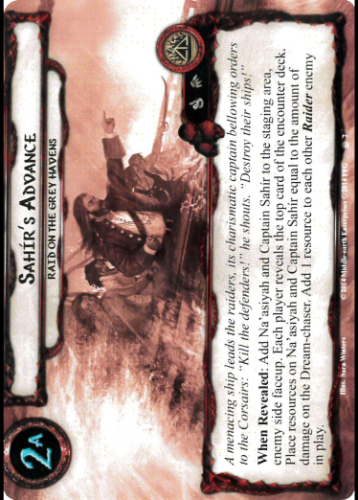 2A
SAHÍR'S ADVANCE
RAID ON THE GREY HAVENS
A menacing ship leads the raiders, its charismatic captain bellowing orders
to the Corsairs: “Kill the defenders!” he shouts. “Destroy their ships!”
When Revealed: Add Na’asiyah and Captain Sahír to the staging area,
enemy side faceup. Each player reveals the top card of the encounter deck.
Place resources on Na’asiyah and Captain Sahír equal to the amount of
damage on the Dream-chaser. Add 1 resource to each other Raider enemy
in play.
Illus. Sara Winters © 2014 Middle-earth Enterprises © 2014 FFG 7